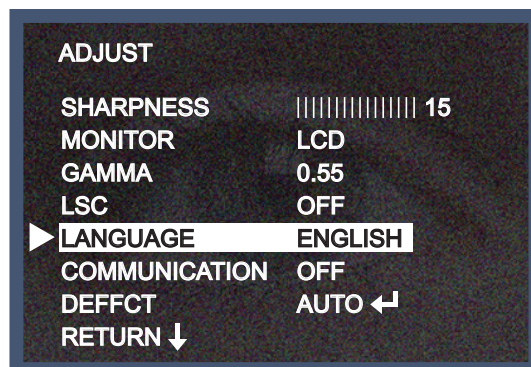 ADJUST
SHARPNESS |||||||||||||||| 15
MONITOR LCD
GAMMA 0.55
LSC OFF
LANGUAGE ENGLISH
COMMUNICATION OFF
DEFFCT AUTO ↵
RETURN ↓